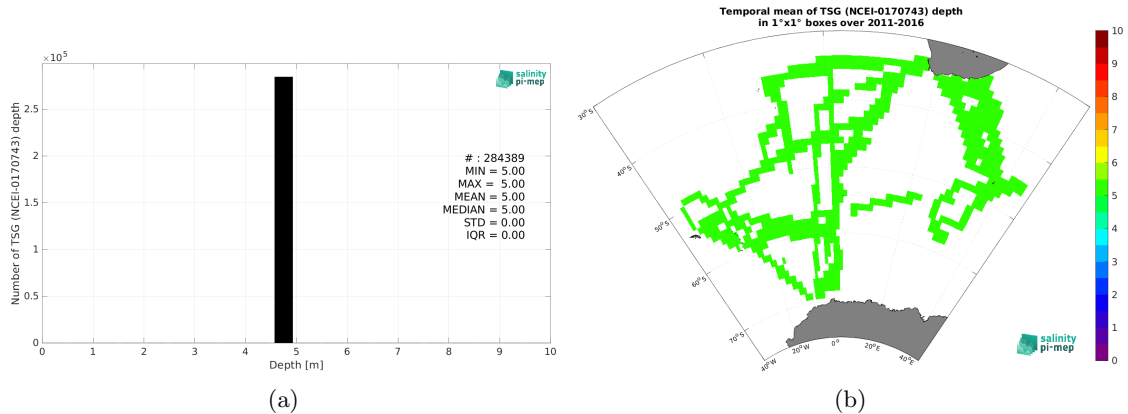 ×10⁵
Number of TSG (NCEI-0170743) depth
2.5
2
1.5
1
0.5
0
0 1 2 3 4 5 6 7 8 9 10
Depth [m]
salinity
pi-mep
# : 284389
MIN = 5.00
MAX = 5.00
MEAN = 5.00
MEDIAN = 5.00
STD = 0.00
IQR = 0.00
(a)
Temporal mean of TSG (NCEI-0170743) depth
in 1°x1° boxes over 2011-2016
30°S
40°S
50°S
60°S
70°S
40°W
20°W
0°
20°E
40°E
10
9
8
7
6
5
4
3
2
1
0
salinity
pi-mep
(b)